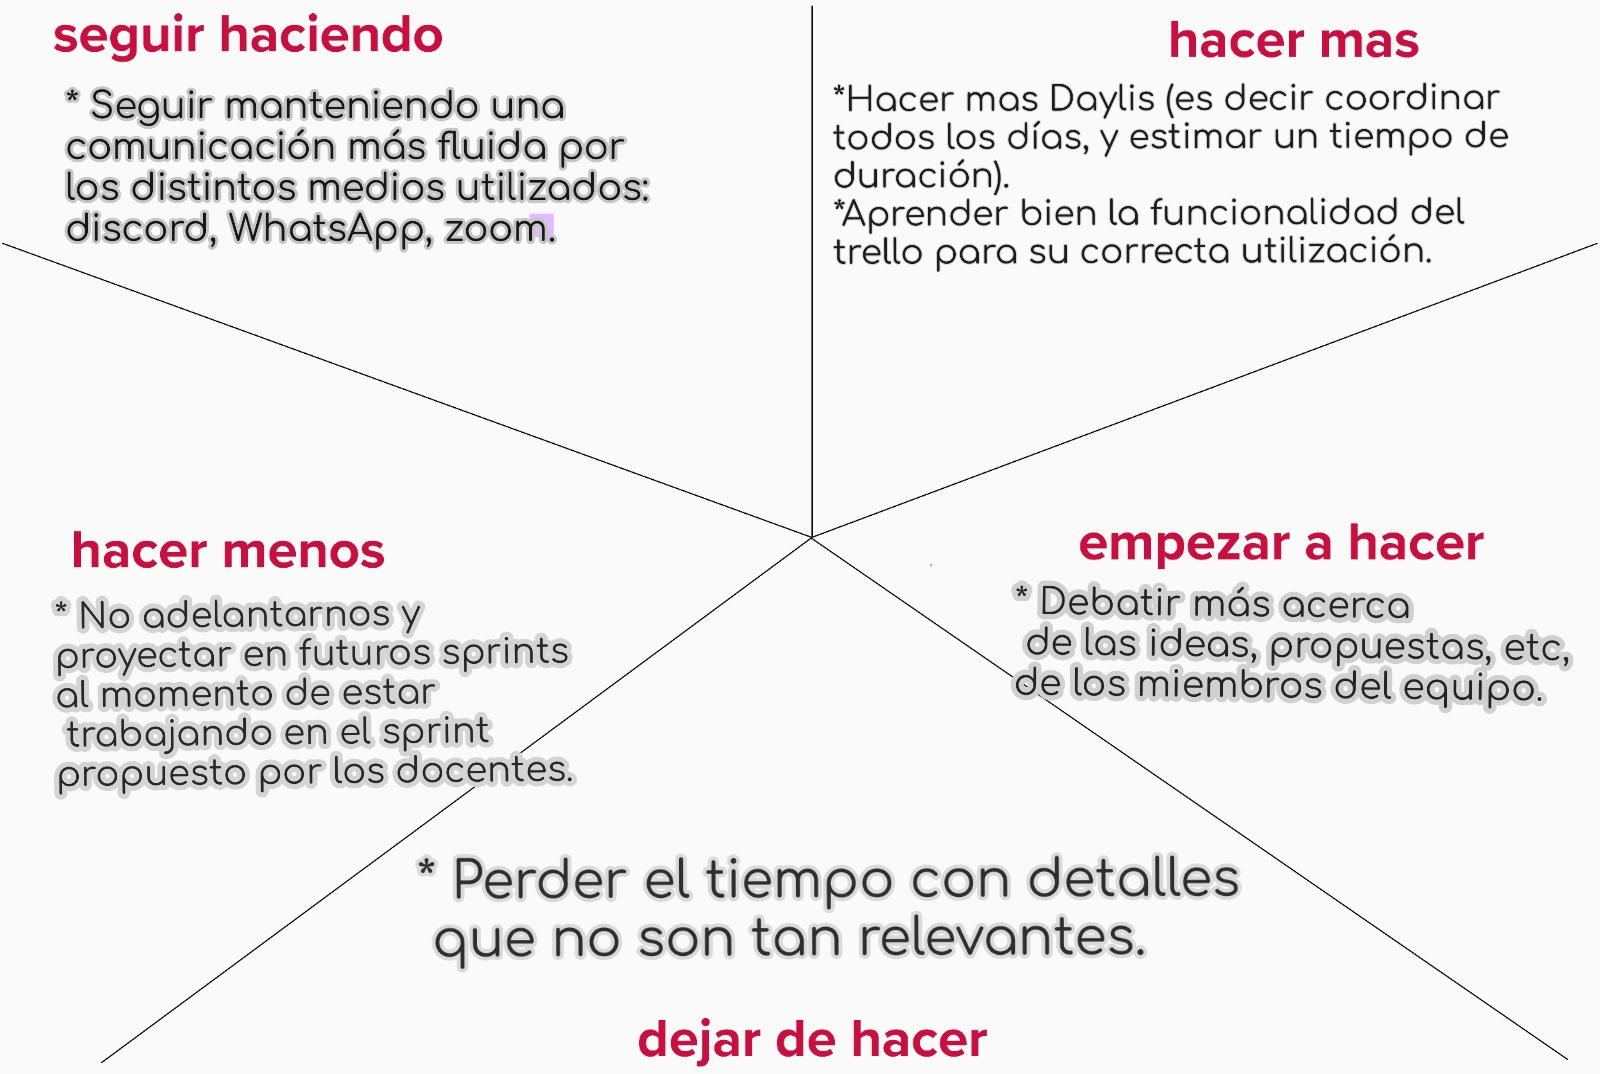 seguir haciendo
* Seguir manteniendo una
comunicación más fluida por
los distintos medios utilizados:
discord, WhatsApp, zoom.
hacer mas
*Hacer mas Daylis (es decir coordinar
todos los días, y estimar un tiempo de
duración).
*Aprender bien la funcionalidad del
trello para su correcta utilización.
hacer menos
* No adelantarnos y
proyectar en futuros sprints
al momento de estar
trabajando en el sprint
propuesto por los docentes.
empezar a hacer
* Debatir más acerca
de las ideas, propuestas, etc,
de los miembros del equipo.
* Perder el tiempo con detalles
que no son tan relevantes.
dejar de hacer